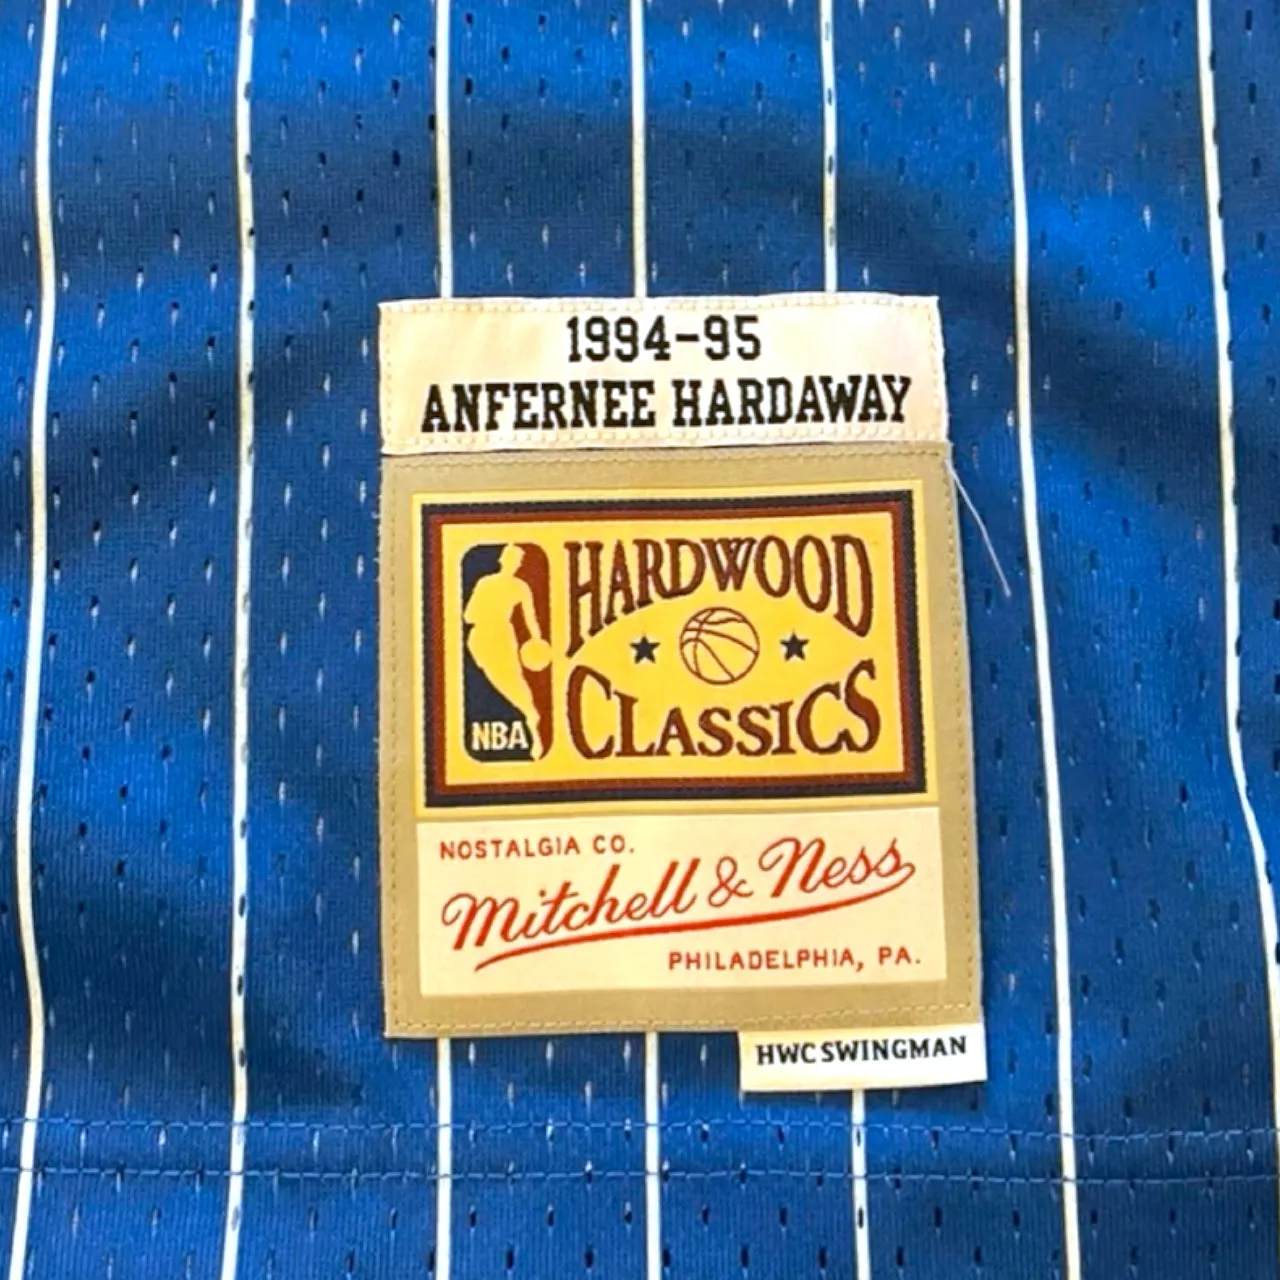 1994-95
ANFERNEE HARDAWAY
HARDWOOD
CLASSICS
NBA
NOSTALGIA CO.
Mitchell & Ness
PHILADELPHIA, PA.
HWC SWINGMAN